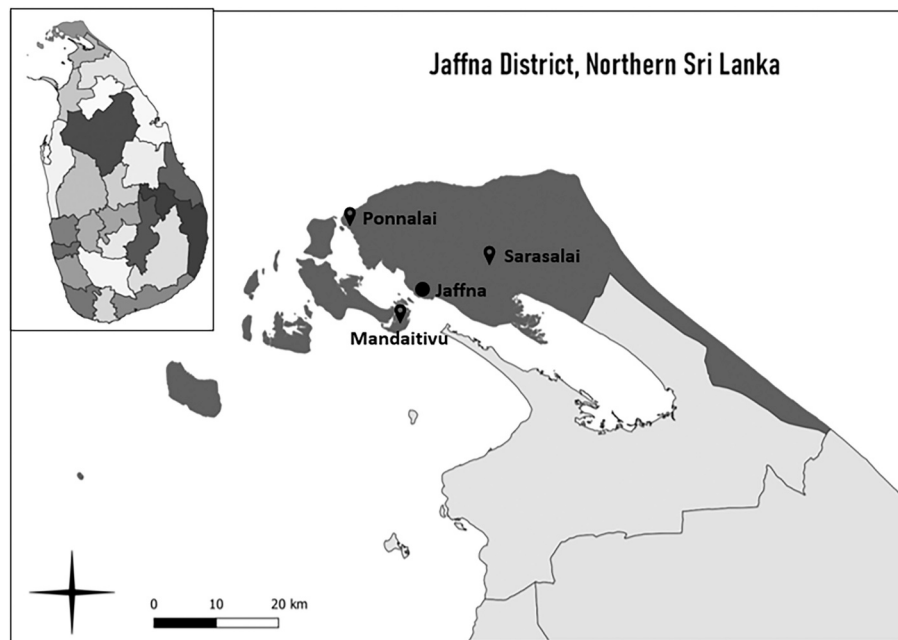 Jaffna District, Northern Sri Lanka
Ponnalai
Sarasalai
Jaffna
Mandaitivu
0 10 20 km